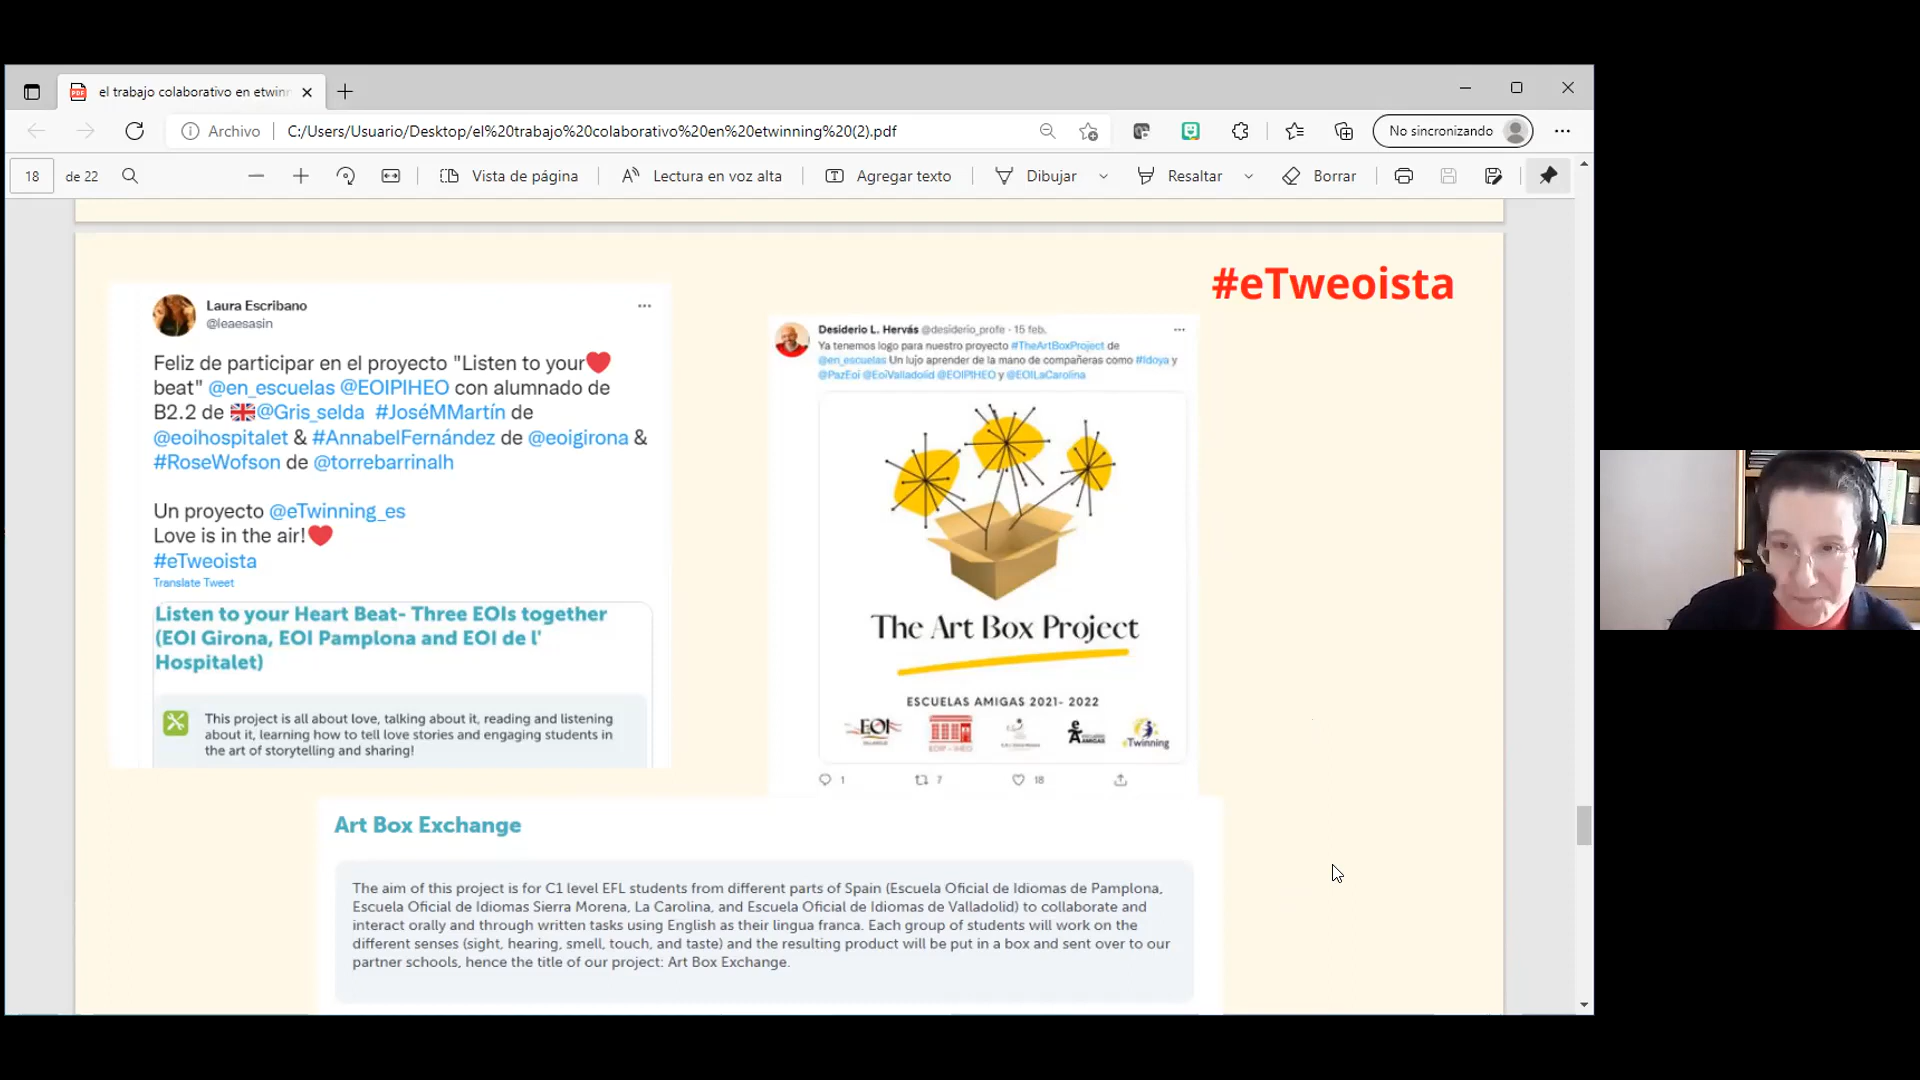 el trabajo colaborativo en etwinn
Archivo
C:/Users/Usuario/Desktop/el%20trabajo%20colaborativo%20en%20etwinning%20(2).pdf
No sincronizando
18 de 22
Vista de página
Lectura en voz alta
Agregar texto
Dibujar
Resaltar
Borrar
#eTweoista
Laura Escribano
@leaesasin
Feliz de participar en el proyecto "Listen to your❤️
beat" @en_escuelas @EOIPIHEO con alumnado de
B2.2 de 🇬🇧@Gris_selda #JoséMMartín de
@eoihospitalet & #AnnabelFernández de @eoigirona &
#RoseWofson de @torrebarrinalh
Un proyecto @eTwinning_es
Love is in the air!❤️
#eTweoista
Translate Tweet
Listen to your Heart Beat- Three EOIs together
(EOI Girona, EOI Pamplona and EOI de l'
Hospitalet)
This project is all about love, talking about it, reading and listening
about it, learning how to tell love stories and engaging students in
the art of storytelling and sharing!
Desiderio L. Hervás @desiderio_profe · 15 feb.
Ya tenemos logo para nuestro proyecto #TheArtBoxProject de
@en_escuelas Un lujo aprender de la mano de compañeras como #Idoya y
@PazEoi @EoiValladolid @EOIPIHEO y @EOILaCarolina
The Art Box Project
ESCUELAS AMIGAS 2021- 2022
EOI
EOIP - IHEO
eTwinning
1
7
18
Art Box Exchange
The aim of this project is for C1 level EFL students from different parts of Spain (Escuela Oficial de Idiomas de Pamplona,
Escuela Oficial de Idiomas Sierra Morena, La Carolina, and Escuela Oficial de Idiomas de Valladolid) to collaborate and
interact orally and through written tasks using English as their lingua franca. Each group of students will work on the
different senses (sight, hearing, smell, touch, and taste) and the resulting product will be put in a box and sent over to our
partner schools, hence the title of our project: Art Box Exchange.